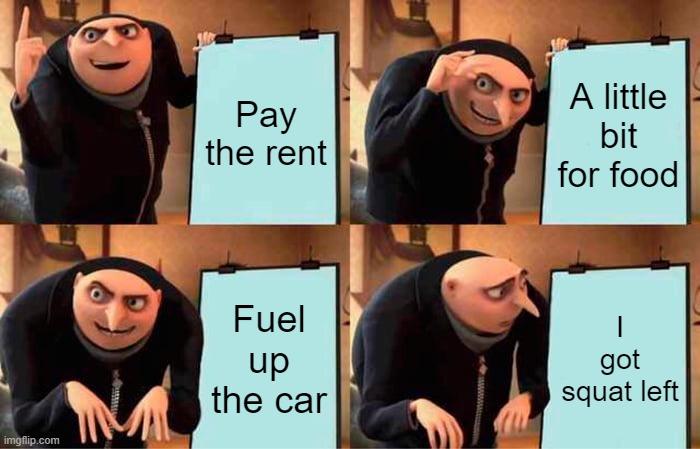 Pay
the rent
A little
bit
for food
Fuel
up
the car
I
got
squat left
imgflip.com